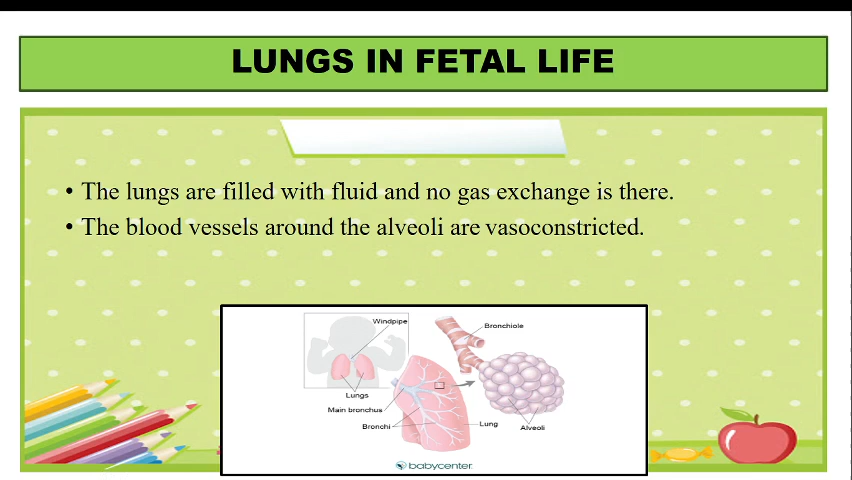 LUNGS IN FETAL LIFE
• The lungs are filled with fluid and no gas exchange is there.
• The blood vessels around the alveoli are vasoconstricted.
Windpipe
Bronchiole
Lungs
Main bronchus
Bronchi
Lung
Alveoli
babycenter